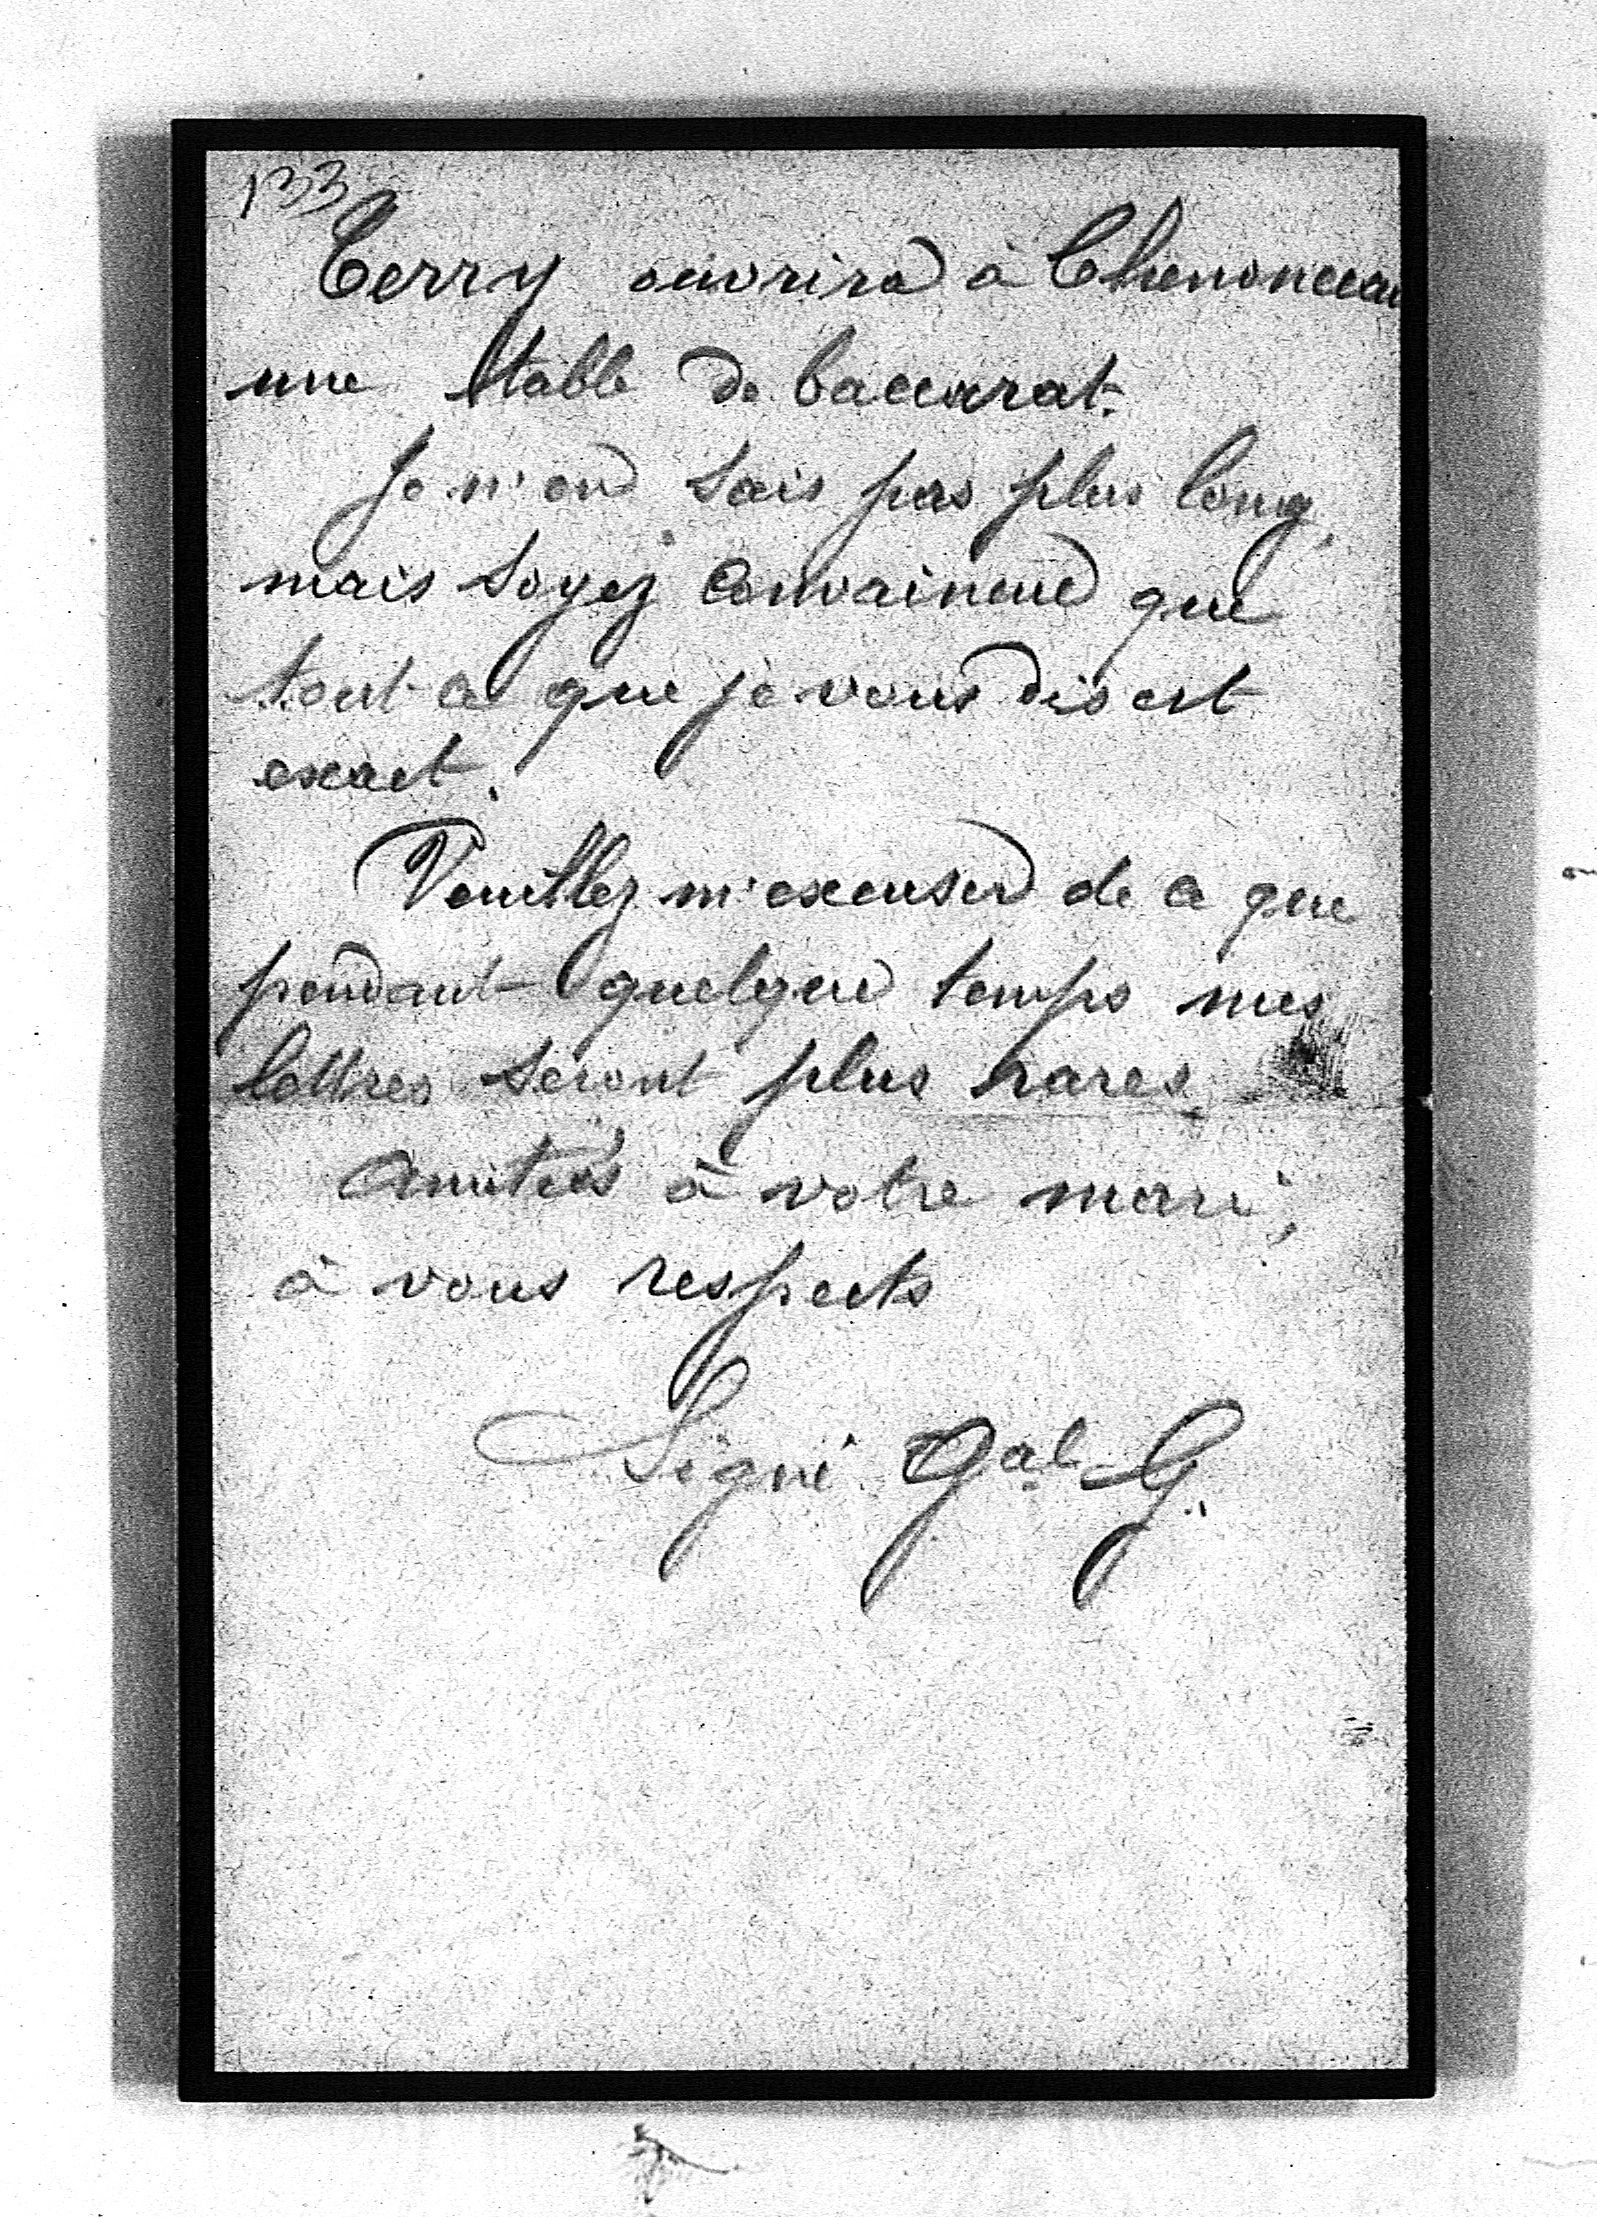 133
Terry ouvrira à Chenonceau
une table de baccarat.
Je n'en sais pas plus long,
mais soyez convaincue que
tout ce que je vous dis est
exact.
Veuillez m'excuser de ce que
pendant quelque temps mes
lettres seront plus rares
Amitiés à votre mari,
à vous respects
Signé Gal G.